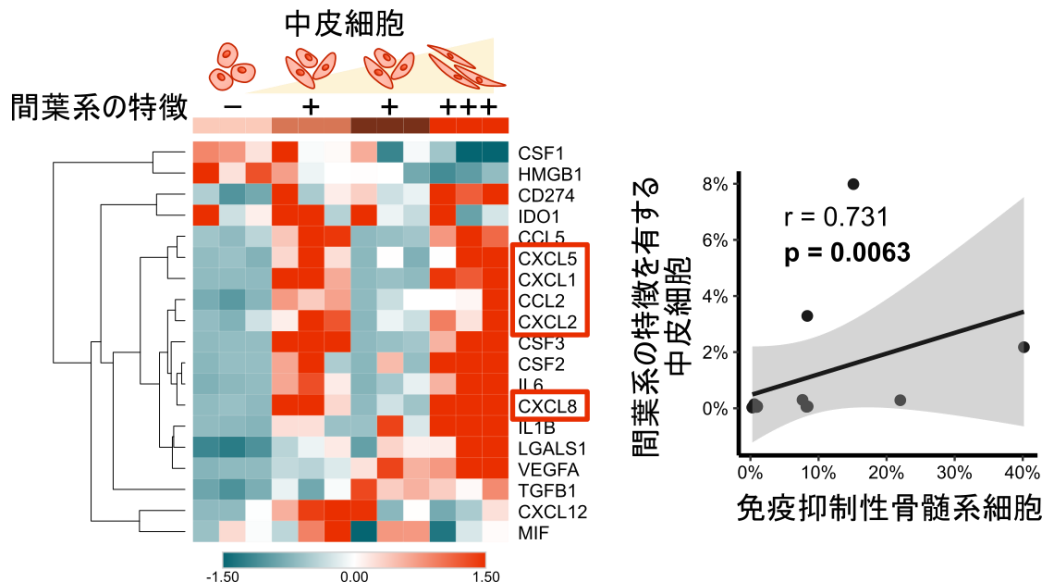 中皮細胞
間葉系の特徴 − + + +++
CSF1
HMGB1
CD274
IDO1
CCL5
CXCL5
CXCL1
CCL2
CXCL2
CSF3
CSF2
IL6
CXCL8
IL1B
LGALS1
VEGFA
TGFB1
CXCL12
MIF
-1.50 0.00 1.50
間葉系の特徴を有する
中皮細胞
8%
6%
4%
2%
0%
r = 0.731
p = 0.0063
0% 10% 20% 30% 40%
免疫抑制性骨髄系細胞